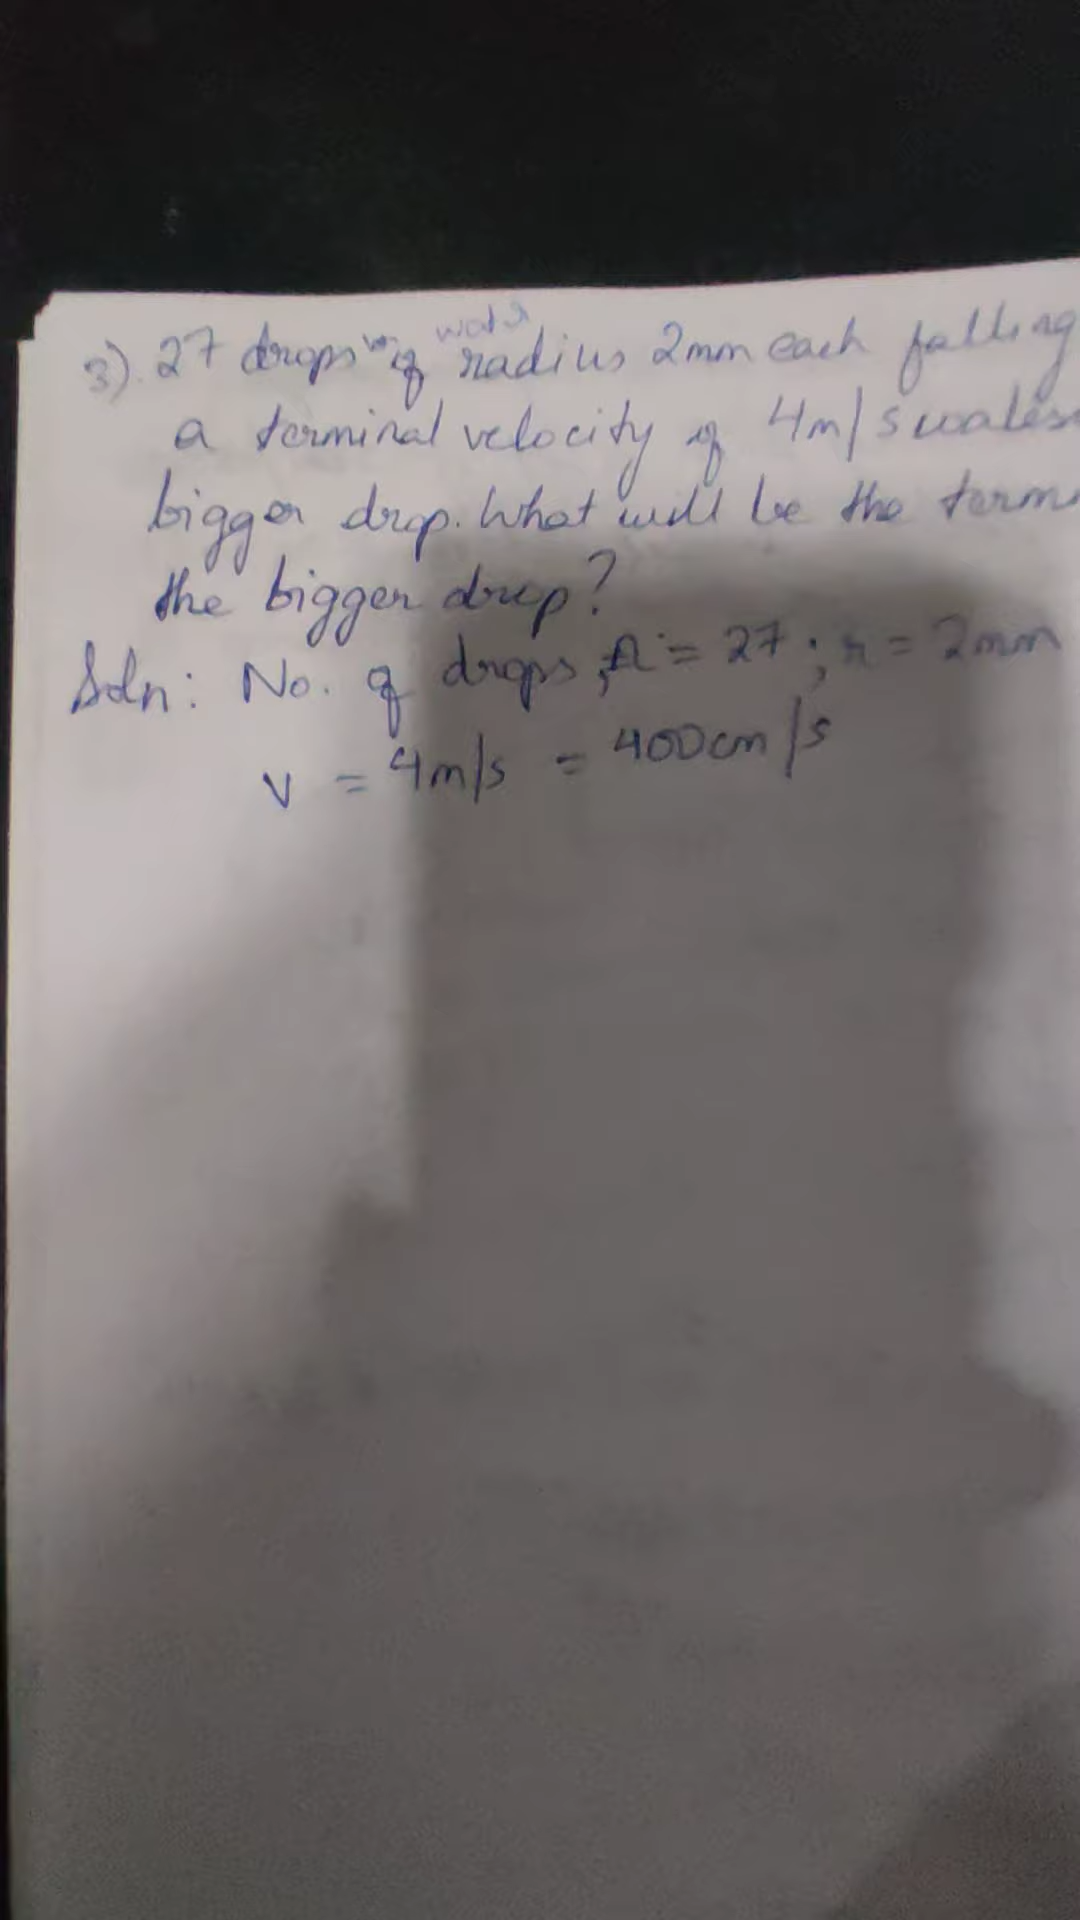 3). 27 drops of water radius 2mm each falling
a terminal velocity of 4m/s
bigger drop. What will be the term
the bigger drop?
Soln: No. of drops, n = 27 ; r = 2mm
v = 4m/s = 400cm/s